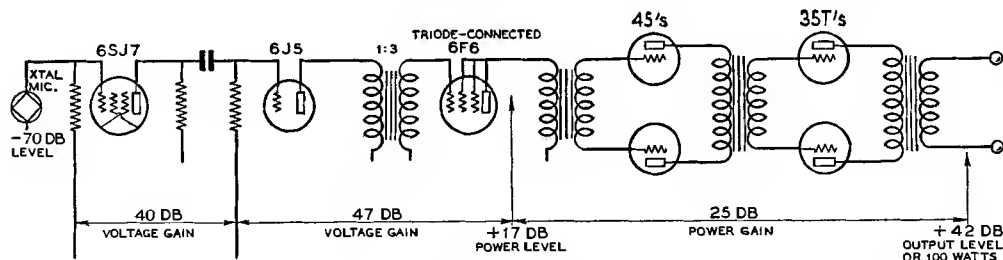 45's
35T's
TRIODE-CONNECTED
6SJ7
6J5
1:3
6F6
XTAL
MIC.
-70 DB
LEVEL
40 DB
VOLTAGE GAIN
47 DB
VOLTAGE GAIN
+17 DB
POWER LEVEL
25 DB
POWER GAIN
+42 DB
OUTPUT LEVEL
OR 100 WATTS